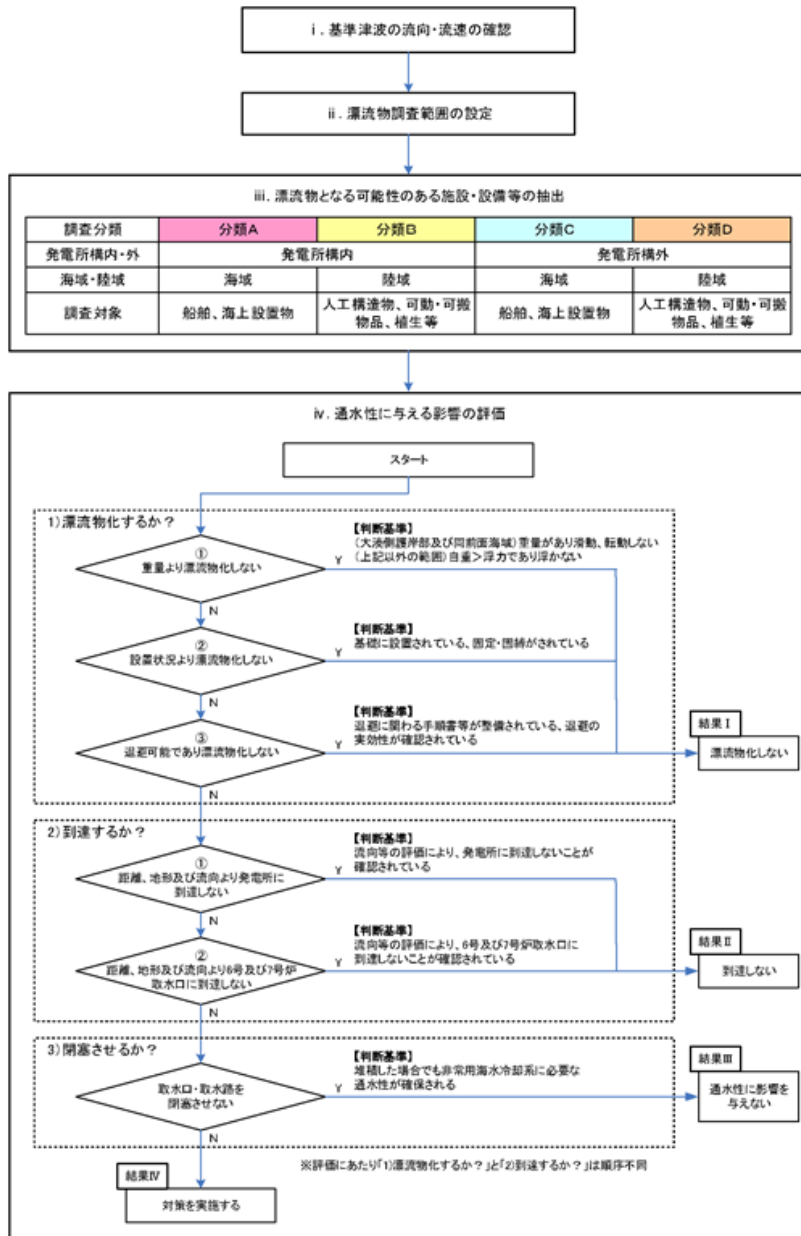 ⅰ．基準津波の流向・流速の確認
ⅱ．漂流物調査範囲の設定
ⅲ．漂流物となる可能性のある施設・設備等の抽出
調査分類 分類A 分類B 分類C 分類D
発電所構内・外 発電所構内 発電所構外
海域・陸域 海域 陸域 海域 陸域
調査対象 船舶、海上設置物 人工構造物、可動・可搬 船舶、海上設置物 人工構造物、可動・可搬
物品、植生等 物品、植生等
ⅳ．通水性に与える影響の評価
スタート
1)漂流物化するか？
【判断基準】
(大湊側護岸部及び同前面海域)重量があり滑動、転動しない
(上記以外の範囲)自重＞浮力であり浮かない
①
重量より漂流物化しない
Y
N
【判断基準】
基礎に設置されている、固定・固縛がされている
②
設置状況より漂流物化しない
Y
N
【判断基準】
退避に関わる手順書等が整備されている、退避の
実効性が確認されている
③
退避可能であり漂流物化しない
Y
結果Ⅰ
漂流物化しない
N
2)到達するか？
【判断基準】
流向等の評価により、発電所に到達しないことが
確認されている
①
距離、地形及び流向より発電所に
到達しない
Y
N
【判断基準】
流向等の評価により、6号及び7号炉取水口に
到達しないことが確認されている
②
距離、地形及び流向より6号及び7号炉
取水口に到達しない
Y
結果Ⅱ
到達しない
N
3)閉塞させるか？
【判断基準】
堆積した場合でも非常用海水冷却系に必要な
通水性が確保される
取水口・取水路を
閉塞させない
Y
結果Ⅲ
通水性に影響を
与えない
N
※評価にあたり「1)漂流物化するか？」と「2)到達するか？」は順序不同
結果Ⅳ
対策を実施する